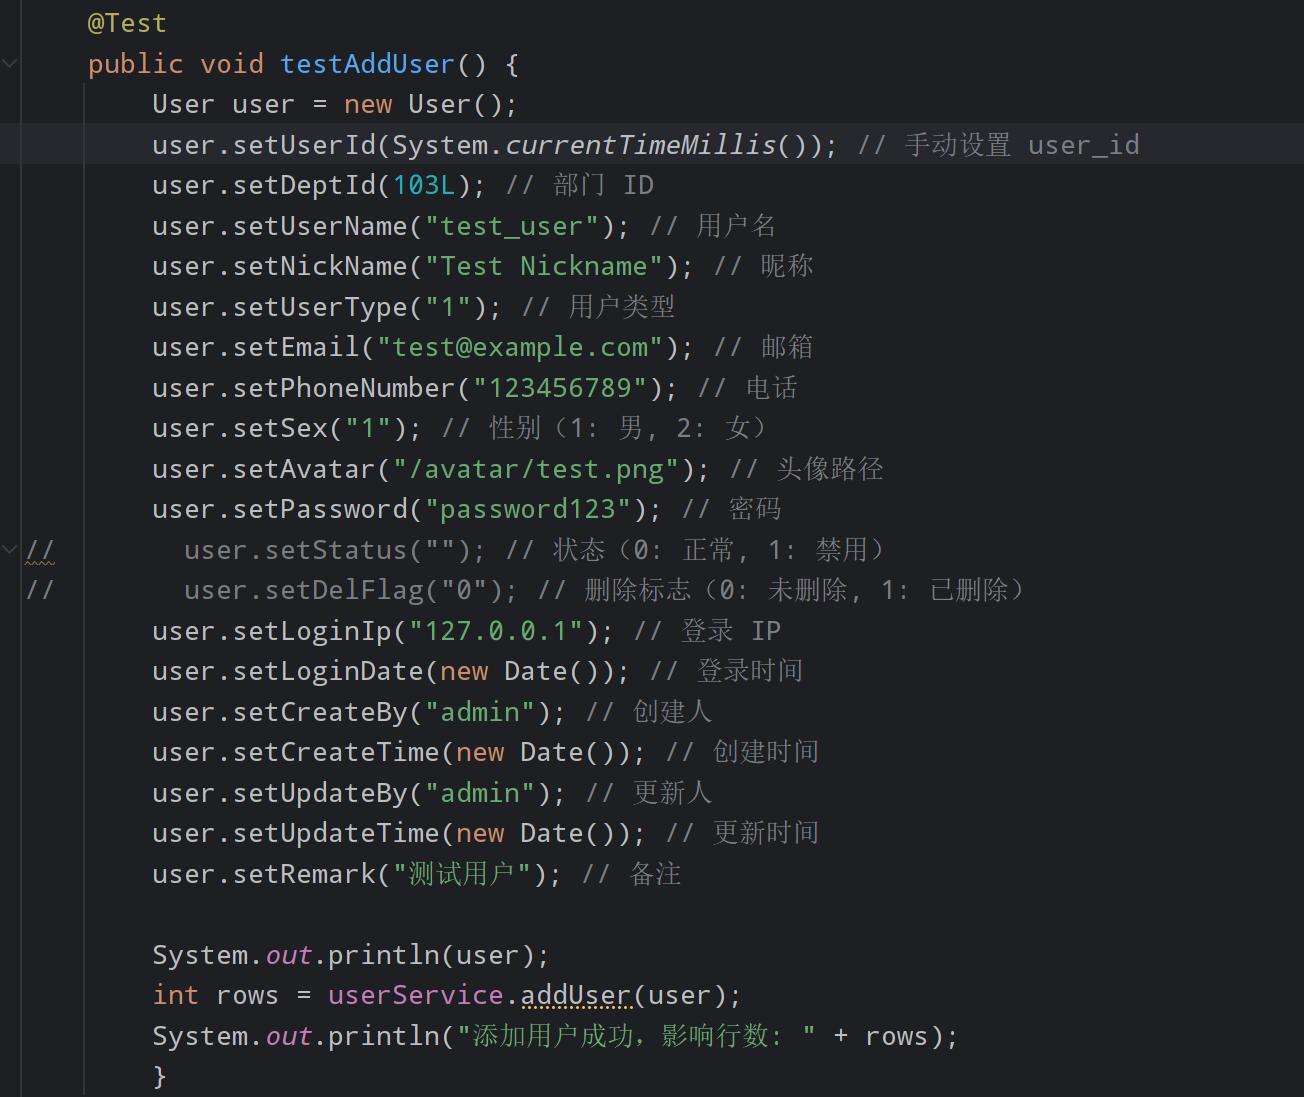 @Test
public void testAddUser() {
User user = new User();
user.setUserId(System.currentTimeMillis()); // 手动设置 user_id
user.setDeptId(103L); // 部门 ID
user.setUserName("test_user"); // 用户名
user.setNickName("Test Nickname"); // 昵称
user.setUserType("1"); // 用户类型
user.setEmail("test@example.com"); // 邮箱
user.setPhoneNumber("123456789"); // 电话
user.setSex("1"); // 性别（1: 男, 2: 女）
user.setAvatar("/avatar/test.png"); // 头像路径
user.setPassword("password123"); // 密码
//        user.setStatus(""); // 状态（0: 正常, 1: 禁用）
//        user.setDelFlag("0"); // 删除标志（0: 未删除, 1: 已删除）
user.setLoginIp("127.0.0.1"); // 登录 IP
user.setLoginDate(new Date()); // 登录时间
user.setCreateBy("admin"); // 创建人
user.setCreateTime(new Date()); // 创建时间
user.setUpdateBy("admin"); // 更新人
user.setUpdateTime(new Date()); // 更新时间
user.setRemark("测试用户"); // 备注
System.out.println(user);
int rows = userService.addUser(user);
System.out.println("添加用户成功，影响行数: " + rows);
}